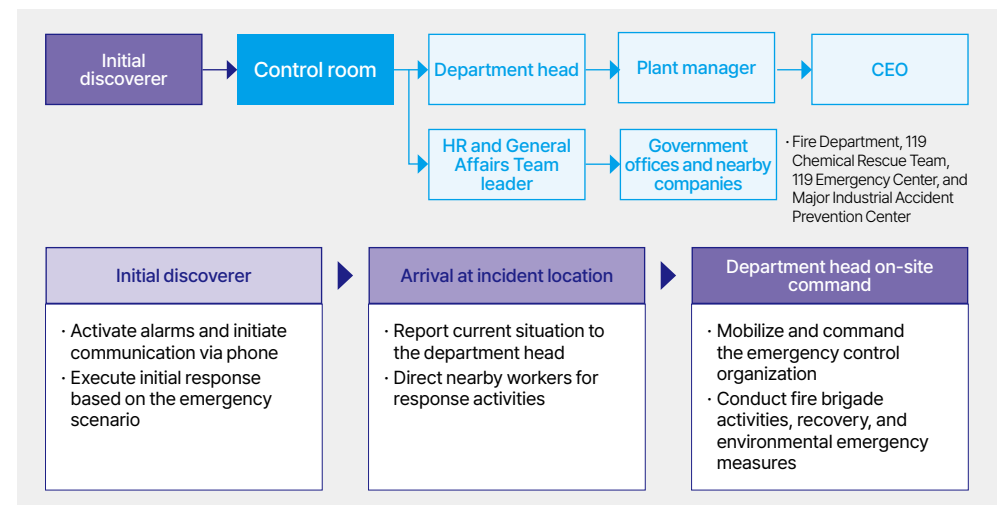 Initial
discoverer
Control room
Department head
Plant manager
CEO
HR and General
Affairs Team
leader
Government
offices and nearby
companies
· Fire Department, 119
Chemical Rescue Team,
119 Emergency Center, and
Major Industrial Accident
Prevention Center
Initial discoverer
· Activate alarms and initiate
communication via phone
· Execute initial response
based on the emergency
scenario
Arrival at incident location
· Report current situation to
the department head
· Direct nearby workers for
response activities
Department head on-site
command
· Mobilize and command
the emergency control
organization
· Conduct fire brigade
activities, recovery, and
environmental emergency
measures